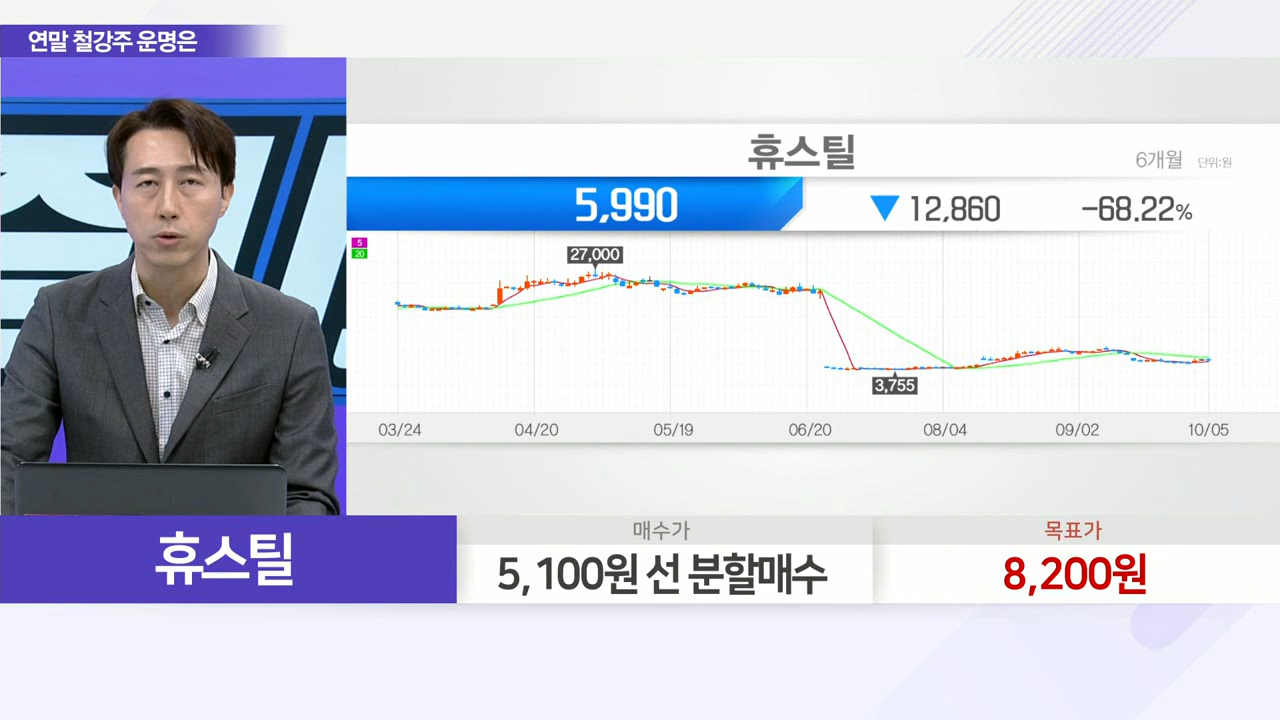 연말 철강주 운명은
휴스틸
6개월 단위:원
5,990 ▼12,860 -68.22%
5
20
27,000
3,755
03/24 04/20 05/19 06/20 08/04 09/02 10/05
휴스틸
매수가
5,100원 선 분할매수
목표가
8,200원